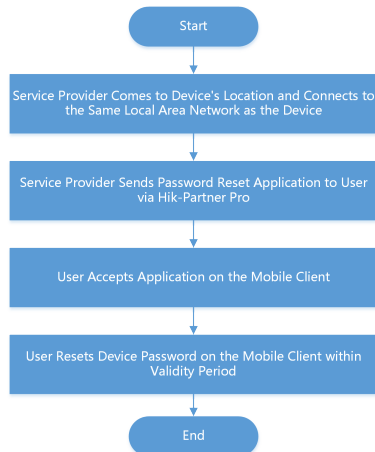 Start
Service Provider Comes to Device's Location and Connects to
the Same Local Area Network as the Device
Service Provider Sends Password Reset Application to User
via Hik-Partner Pro
User Accepts Application on the Mobile Client
User Resets Device Password on the Mobile Client within
Validity Period
End